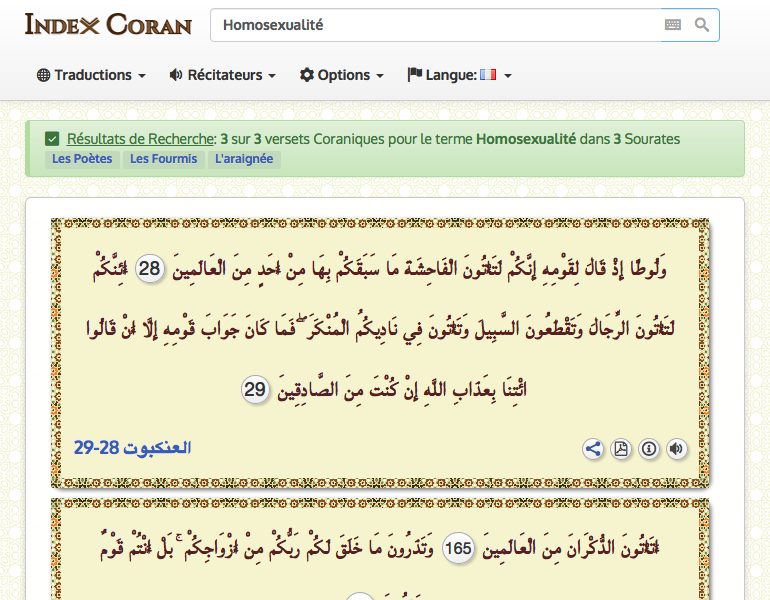 INDEX CORAN
Homosexualité
Traductions
Récitateurs
Options
Langue:
Résultats de Recherche: 3 sur 3 versets Coraniques pour le terme Homosexualité dans 3 Sourates
Les Poètes Les Fourmis L'araignée
وَلُوطًا إِذْ قَالَ لِقَوْمِهِ إِنَّكُمْ لَتَأْتُونَ الْفَاحِشَةَ مَا سَبَقَكُمْ بِهَا مِنْ أَحَدٍ مِنَ الْعَالَمِينَ 28 أَئِنَّكُمْ
لَتَأْتُونَ الرِّجَالَ وَتَقْطَعُونَ السَّبِيلَ وَتَأْتُونَ فِي نَادِيكُمُ الْمُنْكَرَ ۖ فَمَا كَانَ جَوَابَ قَوْمِهِ إِلَّا أَنْ قَالُوا
ائْتِنَا بِعَذَابِ اللَّهِ إِنْ كُنْتَ مِنَ الصَّادِقِينَ 29
العنكبوت 28-29
أَتَأْتُونَ الذُّكْرَانَ مِنَ الْعَالَمِينَ 165 وَتَذَرُونَ مَا خَلَقَ لَكُمْ رَبُّكُمْ مِنْ أَزْوَاجِكُمْ ۚ بَلْ أَنْتُمْ قَوْمٌ